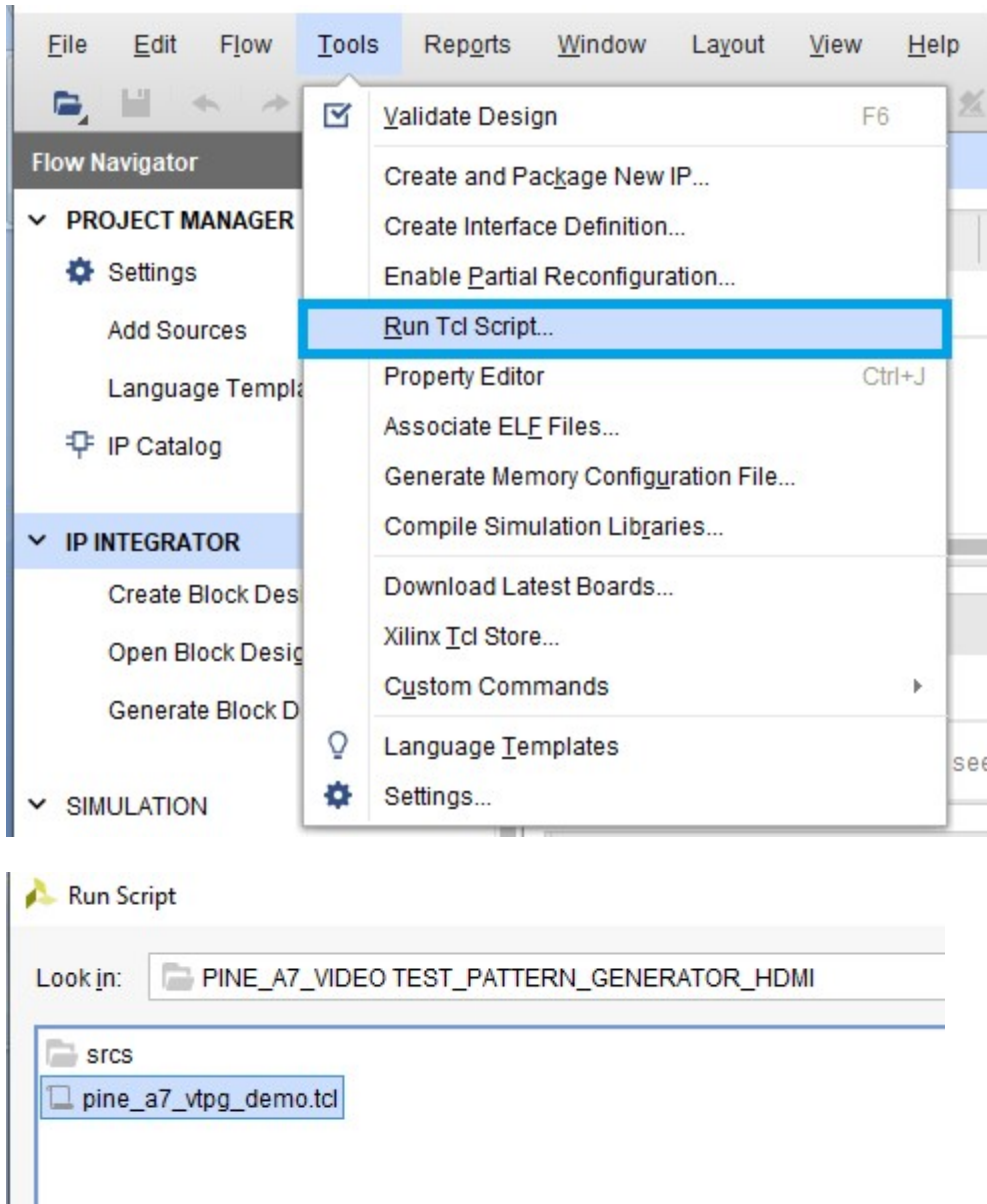 File Edit Flow Tools Reports Window Layout View Help
Validate Design F6
Flow Navigator
Create and Package New IP...
PROJECT MANAGER
Create Interface Definition...
Settings
Enable Partial Reconfiguration...
Add Sources
Run Tcl Script...
Property Editor Ctrl+J
Language Templa
Associate ELF Files...
IP Catalog
Generate Memory Configuration File...
Compile Simulation Libraries...
IP INTEGRATOR
Create Block Des
Download Latest Boards...
Xilinx Tcl Store...
Open Block Desig
Custom Commands
Generate Block D
Language Templates
see
Settings...
SIMULATION
Run Script
Look in: PINE_A7_VIDEO TEST_PATTERN_GENERATOR_HDMI
srcs
pine_a7_vtpg_demo.tcl